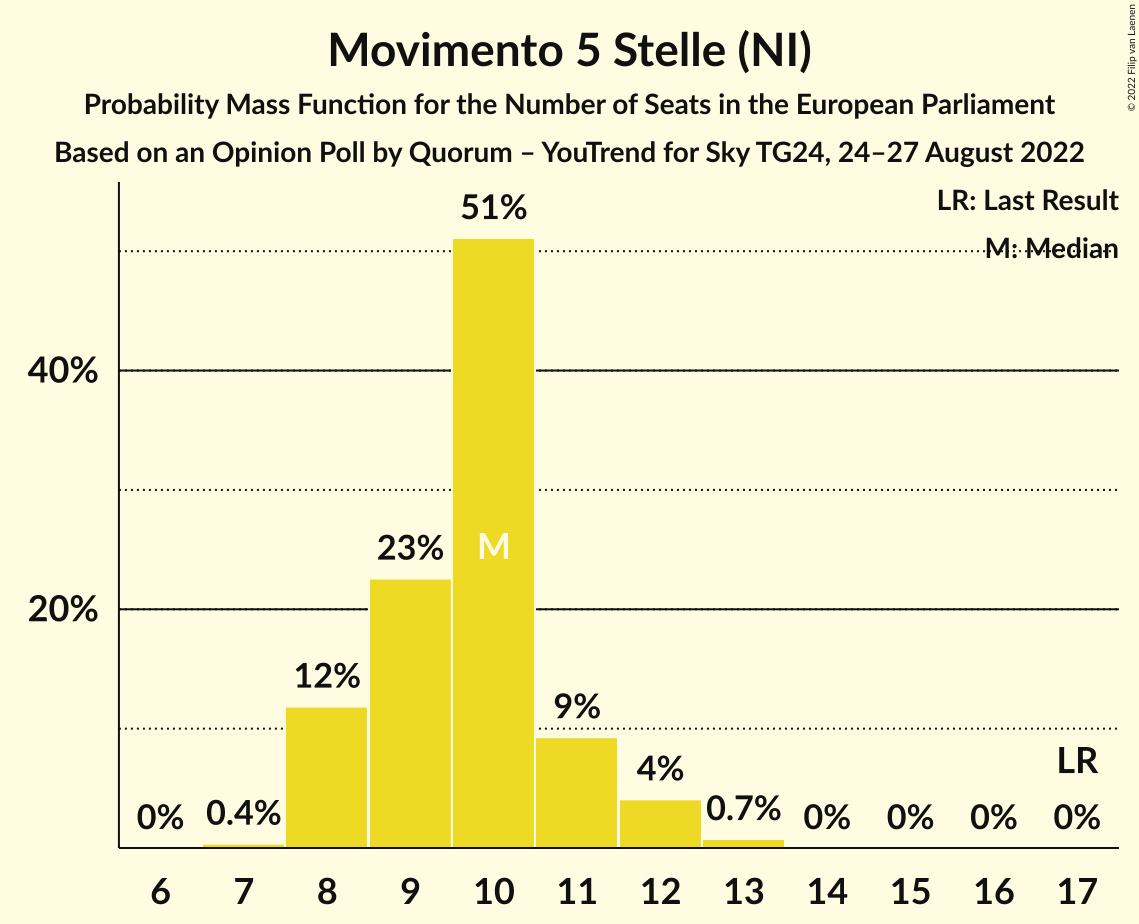 Movimento 5 Stelle (NI)
Probability Mass Function for the Number of Seats in the European Parliament
Based on an Opinion Poll by Quorum – YouTrend for Sky TG24, 24–27 August 2022
© 2022 Filip van Laenen
LR: Last Result
M: Median
51%
40%
23%
M
20%
12%
9%
4%
LR
0%
0.4%
0.7%
0%
0%
0%
0%
6 7 8 9 10 11 12 13 14 15 16 17